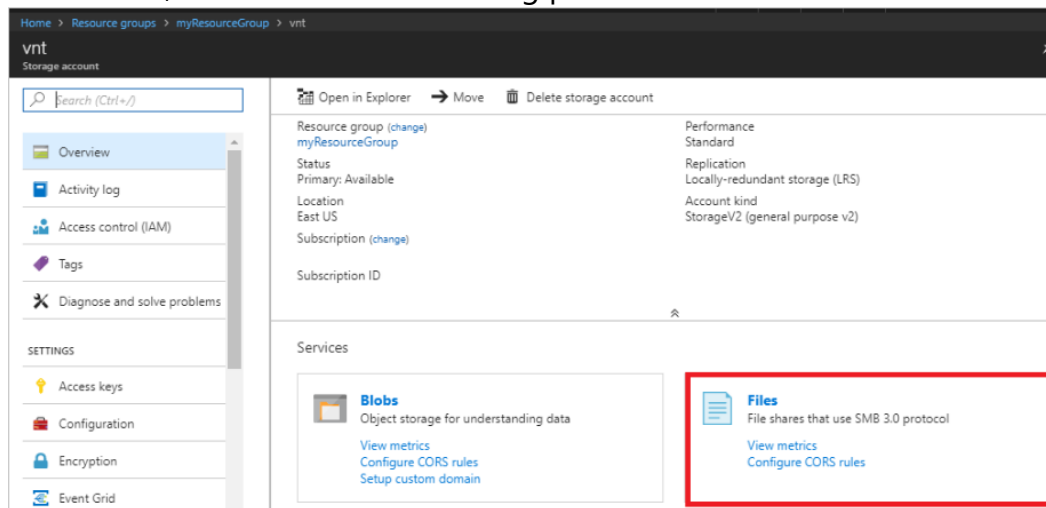 Home > Resource groups > myResourceGroup > vnt
vnt
Storage account
Search (Ctrl+/)
Overview
Activity log
Access control (IAM)
Tags
Diagnose and solve problems
SETTINGS
Access keys
Configuration
Encryption
Event Grid
Open in Explorer Move Delete storage account
Resource group (change)
myResourceGroup
Status
Primary: Available
Location
East US
Subscription (change)
Subscription ID
Performance
Standard
Replication
Locally-redundant storage (LRS)
Account kind
StorageV2 (general purpose v2)
Services
Blobs
Object storage for understanding data
View metrics
Configure CORS rules
Setup custom domain
Files
File shares that use SMB 3.0 protocol
View metrics
Configure CORS rules